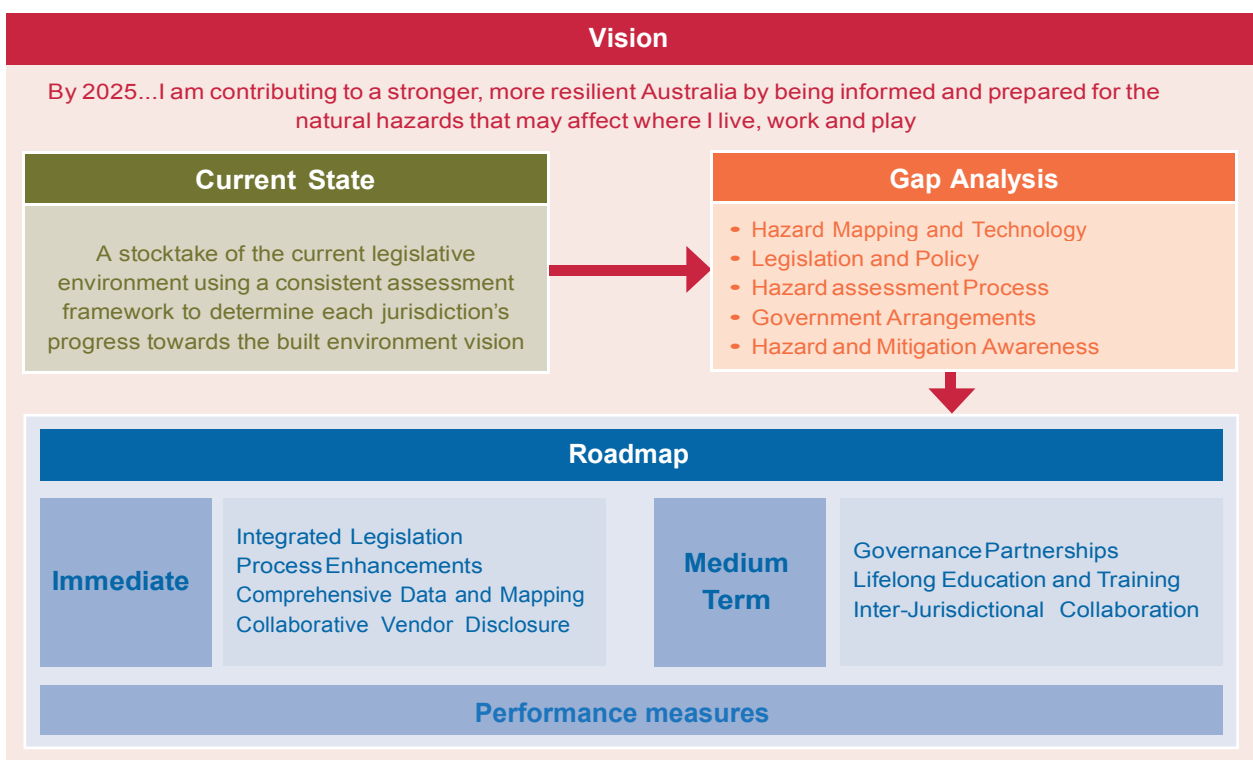 Vision
By 2025...I am contributing to a stronger, more resilient Australia by being informed and prepared for the
natural hazards that may affect where I live, work and play
Current State
A stocktake of the current legislative
environment using a consistent assessment
framework to determine each jurisdiction's
progress towards the built environment vision
Gap Analysis
• Hazard Mapping and Technology
• Legislation and Policy
• Hazard assessment Process
• Government Arrangements
• Hazard and Mitigation Awareness
Roadmap
Immediate
Integrated Legislation
Process Enhancements
Comprehensive Data and Mapping
Collaborative Vendor Disclosure
Medium
Term
Governance Partnerships
Lifelong Education and Training
Inter-Jurisdictional Collaboration
Performance measures